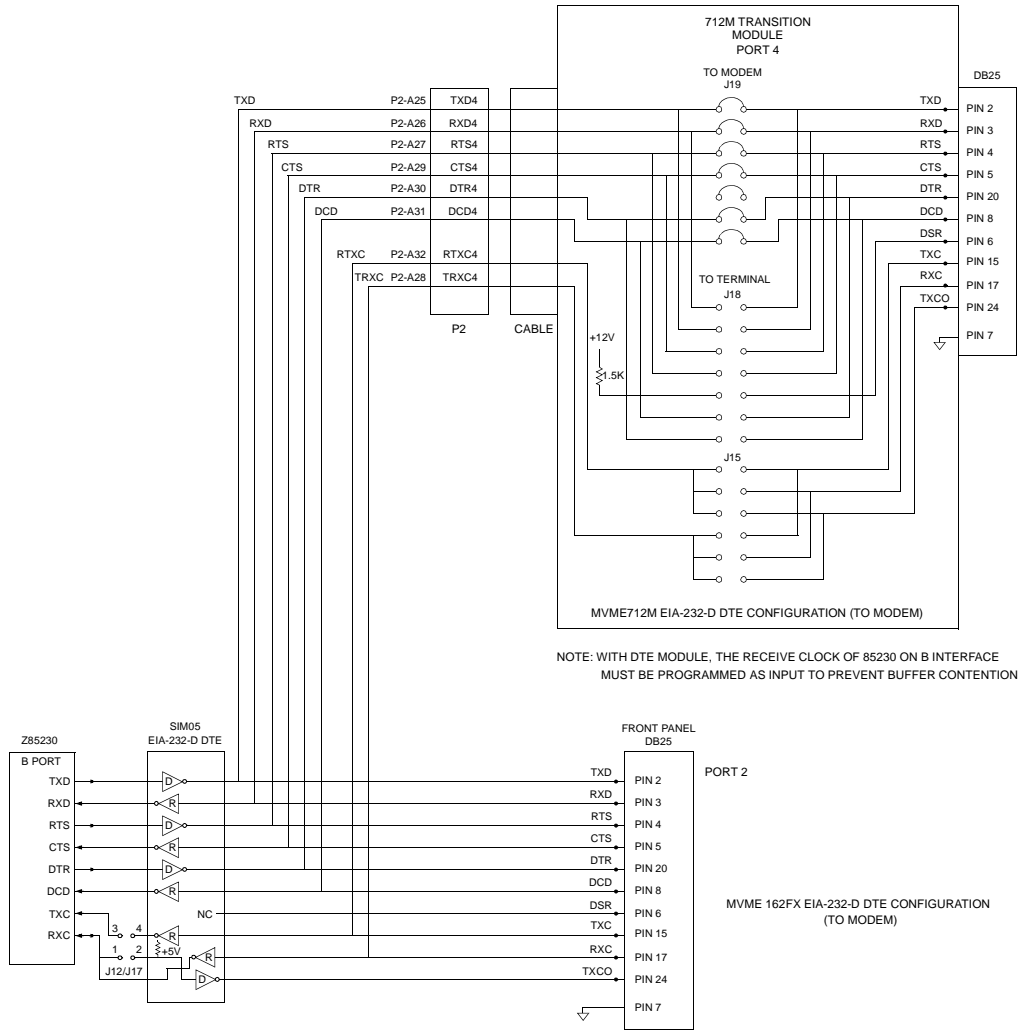 712M TRANSITION
MODULE
PORT 4
TO MODEM
J19
DB25
TXD P2-A25 TXD4 TXD PIN 2
RXD P2-A26 RXD4 RXD PIN 3
RTS P2-A27 RTS4 RTS PIN 4
CTS P2-A29 CTS4 CTS PIN 5
DTR P2-A30 DTR4 DTR PIN 20
DCD P2-A31 DCD4 DCD PIN 8
DSR PIN 6
RTXC P2-A32 RTXC4 TXC PIN 15
TRXC P2-A28 TRXC4 RXC PIN 17
TO TERMINAL
J18
TXCO PIN 24
P2 CABLE
+12V
PIN 7
1.5K
J15
MVME712M EIA-232-D DTE CONFIGURATION (TO MODEM)
NOTE: WITH DTE MODULE, THE RECEIVE CLOCK OF 85230 ON B INTERFACE
MUST BE PROGRAMMED AS INPUT TO PREVENT BUFFER CONTENTION
Z85230
B PORT
SIM05
EIA-232-D DTE
FRONT PANEL
DB25
PORT 2
TXD D TXD PIN 2
RXD R RXD PIN 3
RTS D RTS PIN 4
CTS R CTS PIN 5
DTR D DTR PIN 20
DCD R DCD PIN 8
TXC NC DSR PIN 6
RXC 3 4 R TXC PIN 15
1 2 +5V R RXC PIN 17
J12/J17 D TXCO PIN 24
PIN 7
MVME 162FX EIA-232-D DTE CONFIGURATION
(TO MODEM)